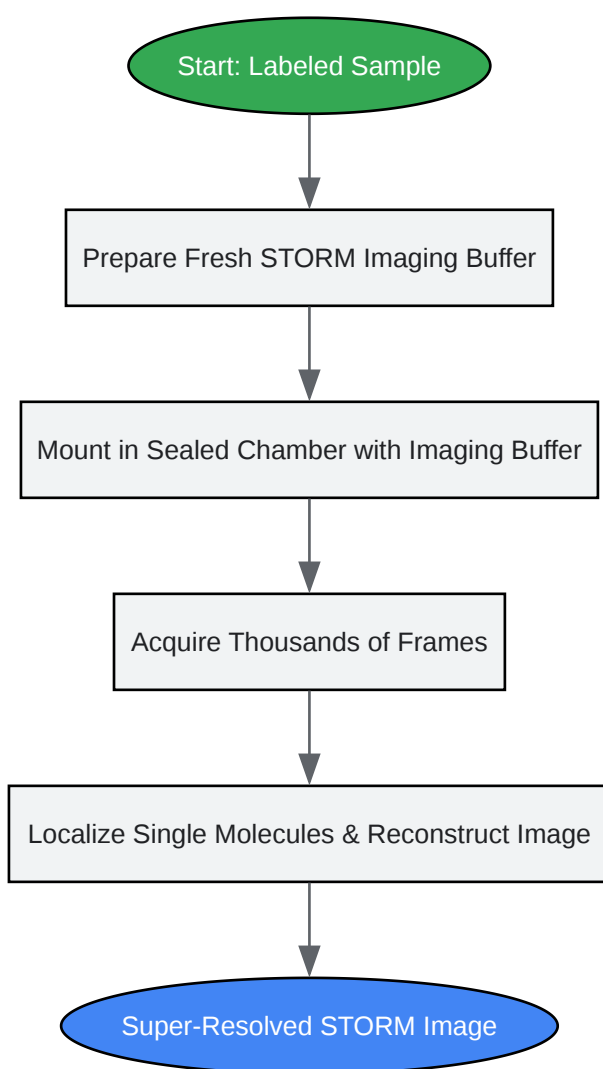 Start: Labeled Sample
Prepare Fresh STORM Imaging Buffer
Mount in Sealed Chamber with Imaging Buffer
Acquire Thousands of Frames
Localize Single Molecules & Reconstruct Image
Super-Resolved STORM Image